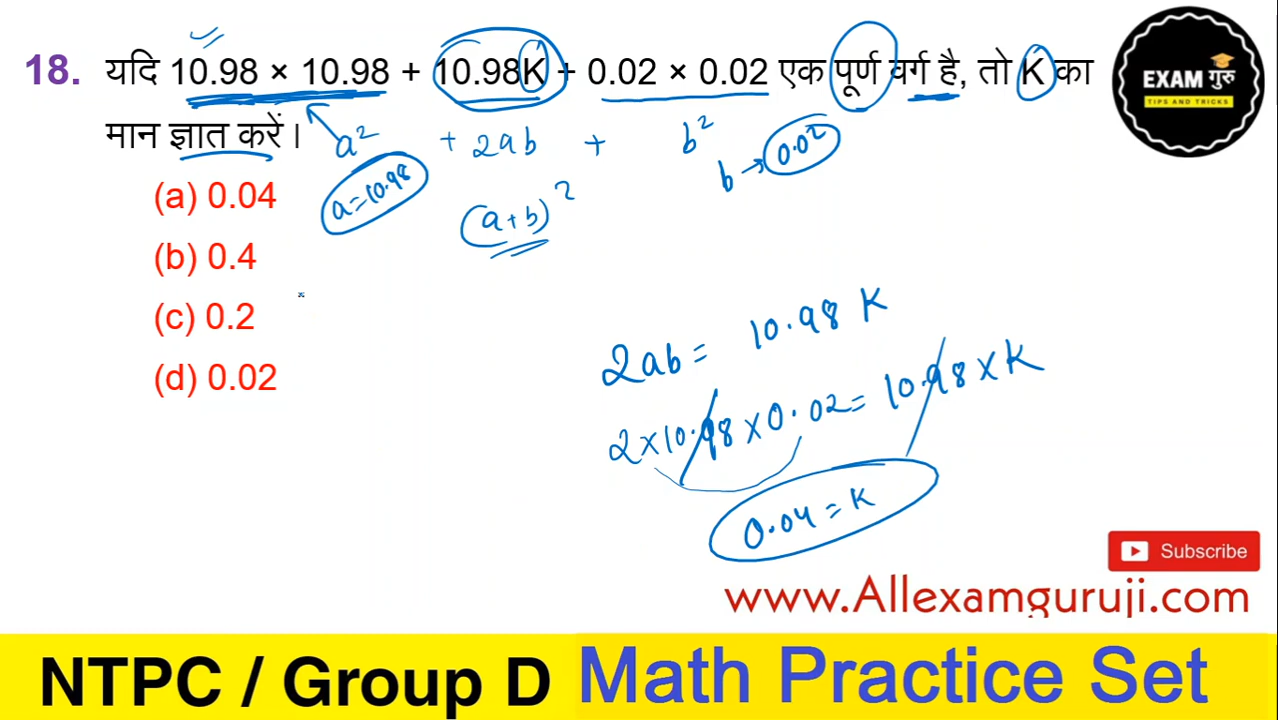 18. यदि 10.98 × 10.98 + 10.98K + 0.02 × 0.02 एक पूर्ण वर्ग है, तो K का
मान ज्ञात करें।
a² + 2ab + b²
a=10.98
b → 0.02
(a+b)²
(a) 0.04
(b) 0.4
(c) 0.2
(d) 0.02
2ab = 10.98 K
2×10.98×0.02 = 10.98×K
0.04 = K
EXAM गुरु
TIPS AND TRICKS
Subscribe
www.Allexamguruji.com
NTPC / Group D Math Practice Set